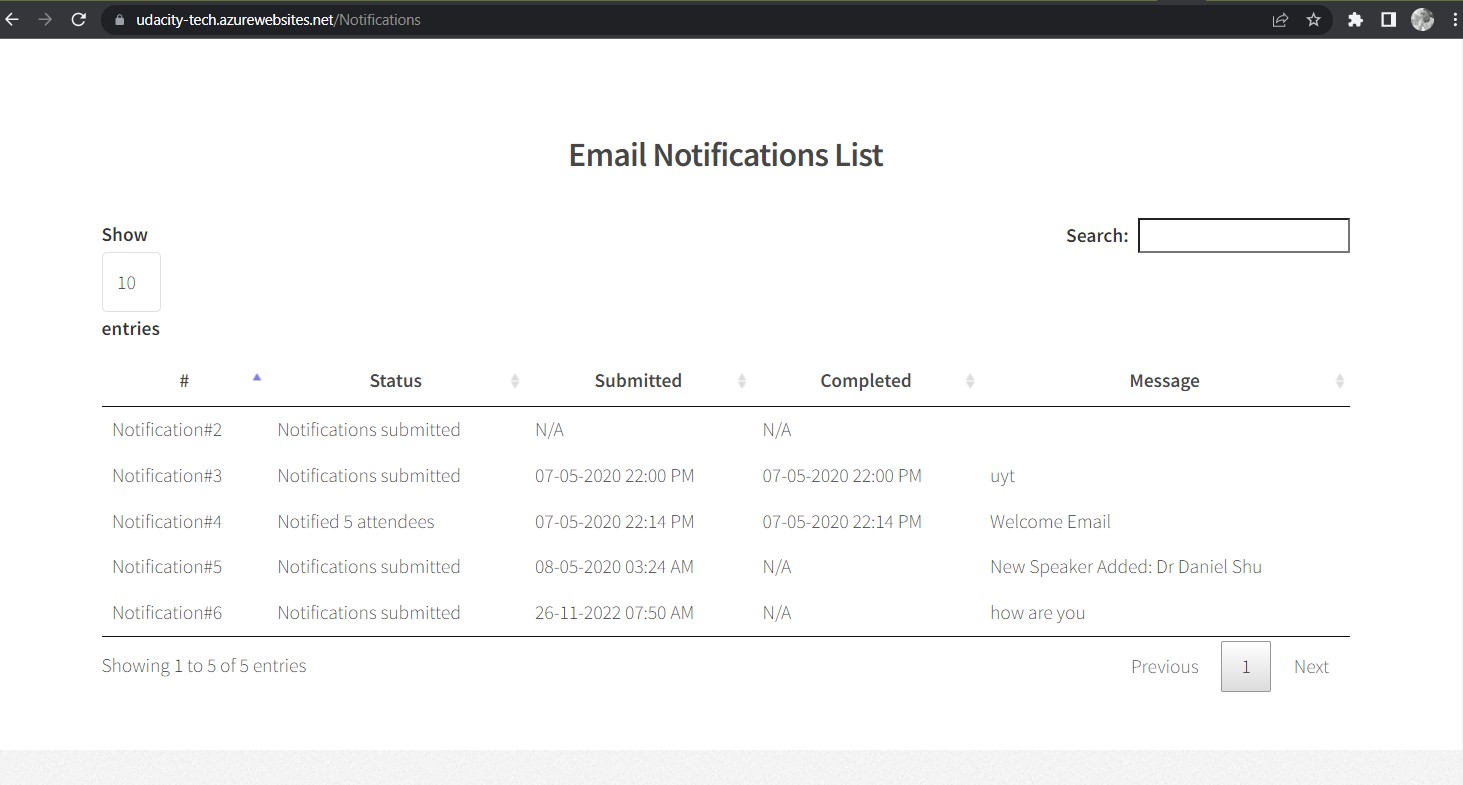 udacity-tech.azurewebsites.net/Notifications
Email Notifications List
Show
10
entries
Search:
# Status Submitted Completed Message
Notification#2 Notifications submitted N/A N/A
Notification#3 Notifications submitted 07-05-2020 22:00 PM 07-05-2020 22:00 PM uyt
Notification#4 Notified 5 attendees 07-05-2020 22:14 PM 07-05-2020 22:14 PM Welcome Email
Notification#5 Notifications submitted 08-05-2020 03:24 AM N/A New Speaker Added: Dr Daniel Shu
Notification#6 Notifications submitted 26-11-2022 07:50 AM N/A how are you
Showing 1 to 5 of 5 entries
Previous 1 Next